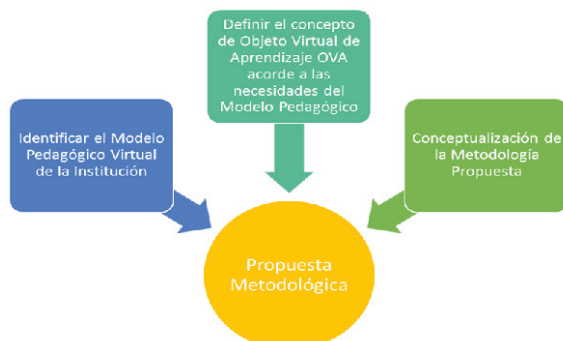 Definir el concepto
de Objeto Virtual de
Aprendizaje OVA
acorde a las
necesidades del
Modelo Pedagógico
Identificar el Modelo
Pedagógico Virtual
de la Institución
Conceptualización de
la Metodología
Propuesta
Propuesta
Metodológica